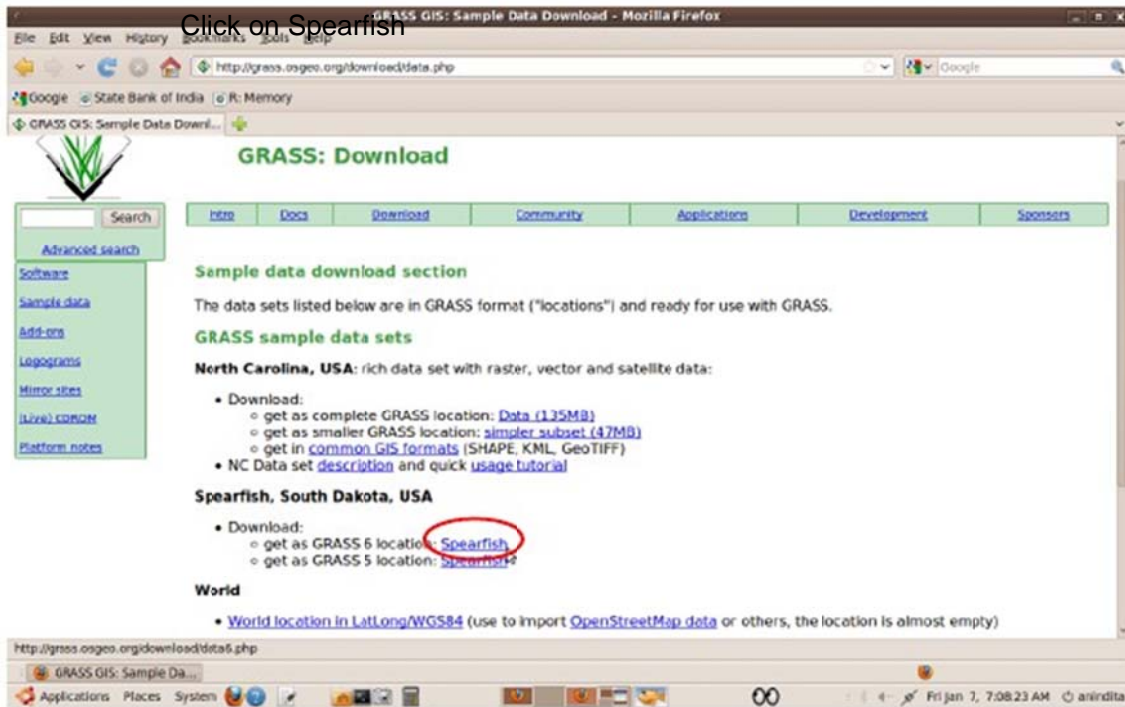 GRASS GIS: Sample Data Download - Mozilla Firefox
Click on Spearfish
File Edit View History Bookmarks Tools Help
http://grass.osgeo.org/download/data.php
Google
Google State Bank of India R: Memory
GRASS GIS: Sample Data Downl...
GRASS: Download
Search
Intro Docs Download Community Applications Development Sponsors
Advanced search
Software
Sample data
Add-ons
Logograms
Mirror sites
(Live) CDROM
Platform notes
Sample data download section
The data sets listed below are in GRASS format ("locations") and ready for use with GRASS.
GRASS sample data sets
North Carolina, USA: rich data set with raster, vector and satellite data:
• Download:
get as complete GRASS location: Data (135MB)
get as smaller GRASS location: simpler subset (47MB)
get in common GIS formats (SHAPE, KML, GeoTIFF)
• NC Data set description and quick usage tutorial
Spearfish, South Dakota, USA
• Download:
get as GRASS 6 location: Spearfish
get as GRASS 5 location: Spearfish
World
• World location in LatLong/WGS84 (use to import OpenStreetMap data or others, the location is almost empty)
http://grass.osgeo.org/download/data6.php
GRASS GIS: Sample Da...
Applications Places System
Fri Jan 7, 7:08:23 AM anindita